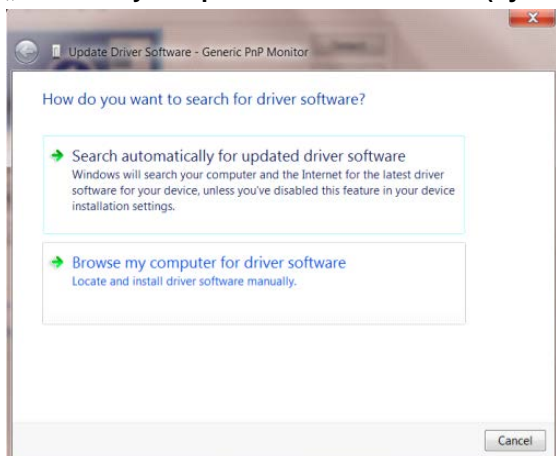 Update Driver Software - Generic PnP Monitor
How do you want to search for driver software?
Search automatically for updated driver software
Windows will search your computer and the Internet for the latest driver
software for your device, unless you've disabled this feature in your device
installation settings.
Browse my computer for driver software
Locate and install driver software manually.
Cancel